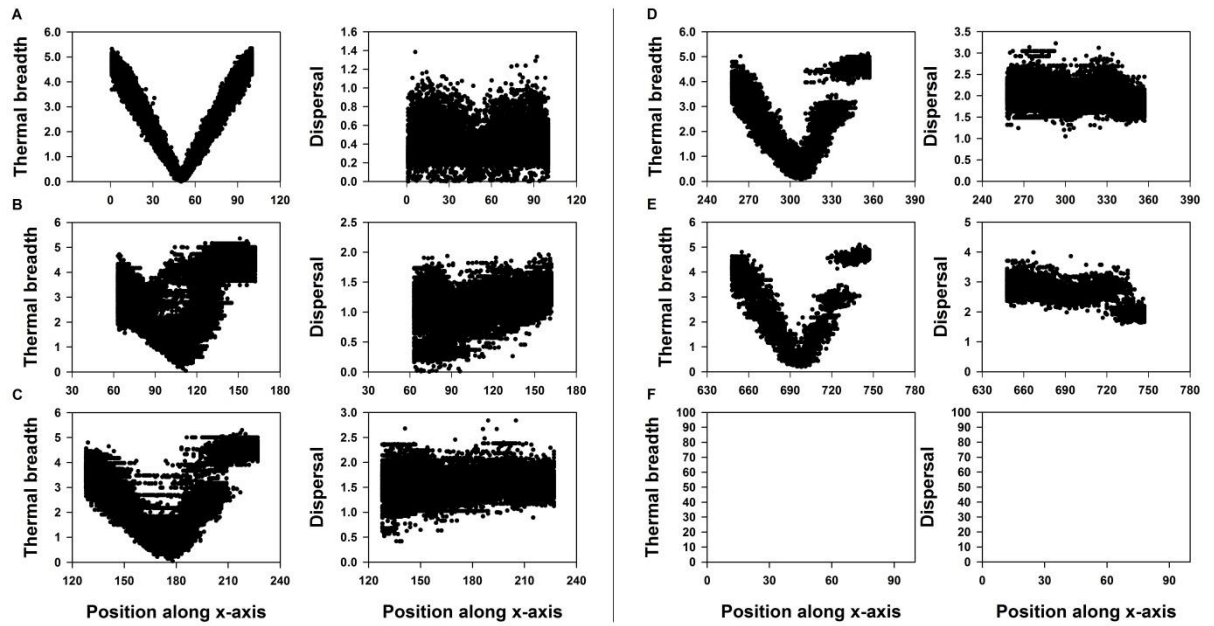 A
Thermal breadth
6.0
5.0
4.0
3.0
2.0
1.0
0.0
0 30 60 90 120
Dispersal
1.6
1.4
1.2
1.0
0.8
0.6
0.4
0.2
0.0
0 30 60 90 120
B
Thermal breadth
6
5
4
3
2
1
0
30 60 90 120 150 180
Dispersal
2.5
2.0
1.5
1.0
0.5
0.0
30 60 90 120 150 180
C
Thermal breadth
6
5
4
3
2
1
0
120 150 180 210 240
Position along x-axis
Dispersal
3.0
2.5
2.0
1.5
1.0
0.5
0.0
120 150 180 210 240
Position along x-axis
D
Thermal breadth
6.0
5.0
4.0
3.0
2.0
1.0
0.0
240 270 300 330 360 390
Dispersal
3.5
3.0
2.5
2.0
1.5
1.0
0.5
0.0
240 270 300 330 360 390
E
Thermal breadth
6
5
4
3
2
1
0
630 660 690 720 750 780
Dispersal
5
4
3
2
1
0
630 660 690 720 750 780
F
Thermal breadth
100
90
80
70
60
50
40
30
20
10
0
0 30 60 90
Position along x-axis
Dispersal
100
90
80
70
60
50
40
30
20
10
0
0 30 60 90
Position along x-axis